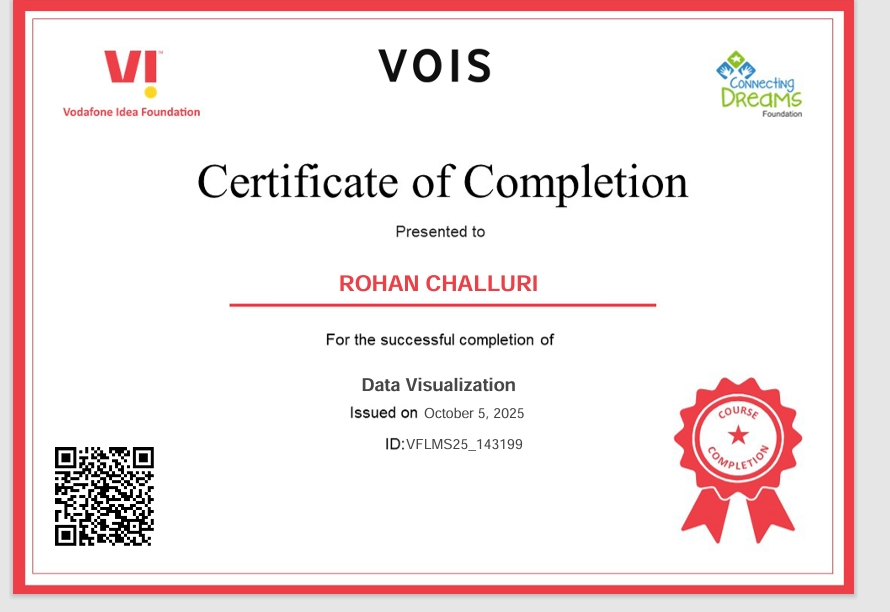 VI™
VOIS
Vodafone Idea Foundation
Connecting
Dreams
Foundation
Certificate of Completion
Presented to
ROHAN CHALLURI
For the successful completion of
Data Visualization
Issued on October 5, 2025
ID:VFLMS25_143199
COURSE
COMPLETION